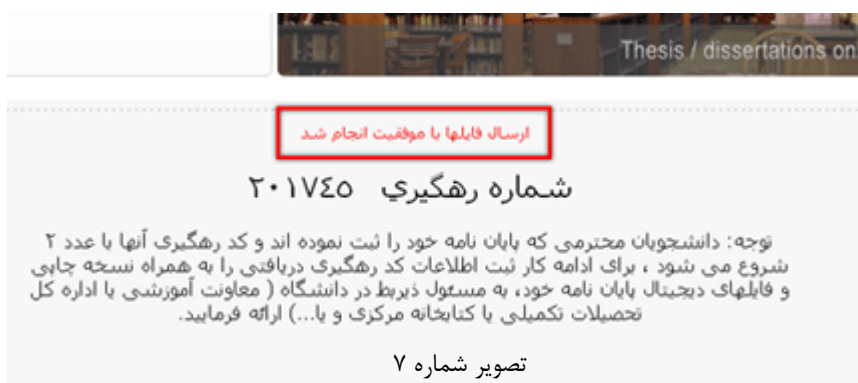 Thesis / dissertations on
ارسال فایلها با موفقیت انجام شد
شماره رهگيري ٢٠١٧٤٥
توجه: دانشجویان محترمی که پایان نامه خود را ثبت نموده اند و کد رهگیری آنها با عدد ٢
شروع می شود ، برای ادامه کار ثبت اطلاعات کد رهگیری دریافتی را به همراه نسخه چاپی
و فایلهای دیجیتال پایان نامه خود، به مسئول ذیربط در دانشگاه ( معاونت آموزشی یا اداره کل
تحصیلات تکمیلی یا کتابخانه مرکزی و یا...) ارائه فرمایید.
تصویر شماره ۷